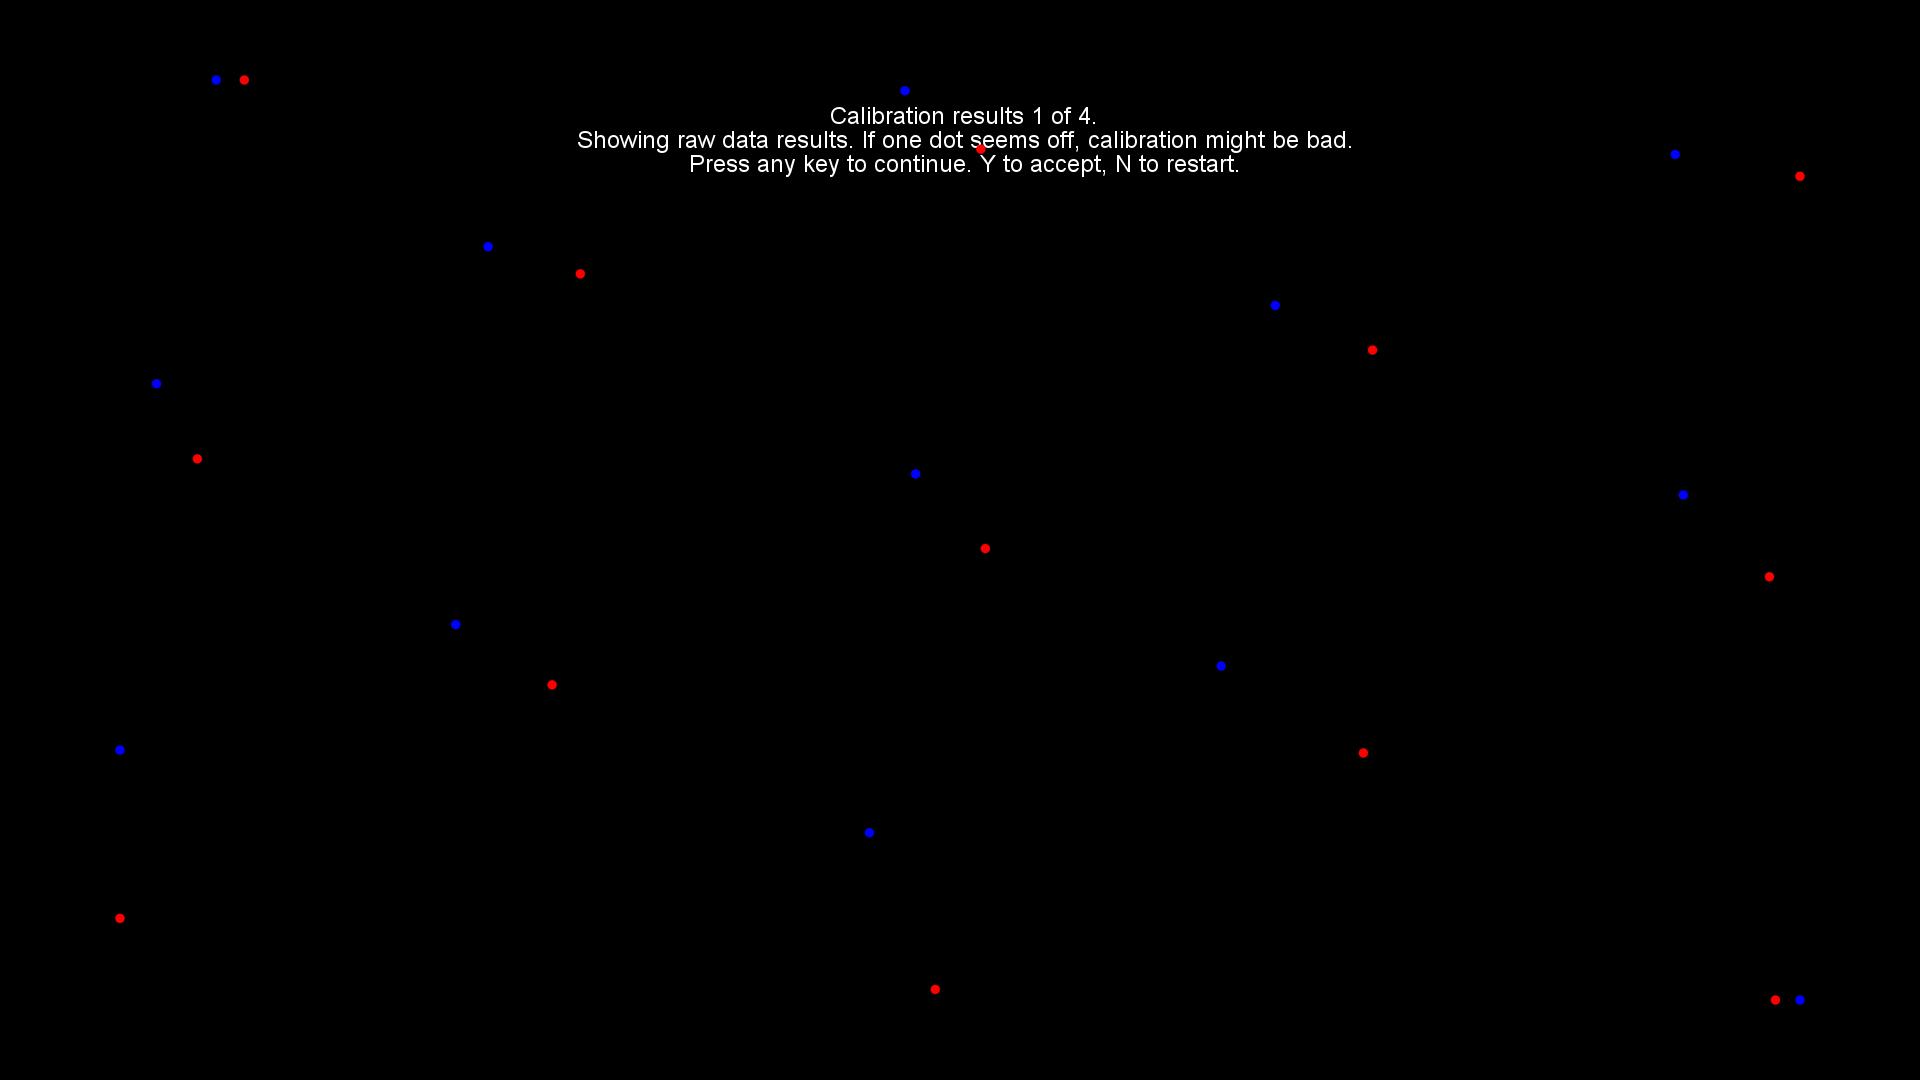 Calibration results 1 of 4.
Showing raw data results. If one dot seems off, calibration might be bad.
Press any key to continue. Y to accept, N to restart.